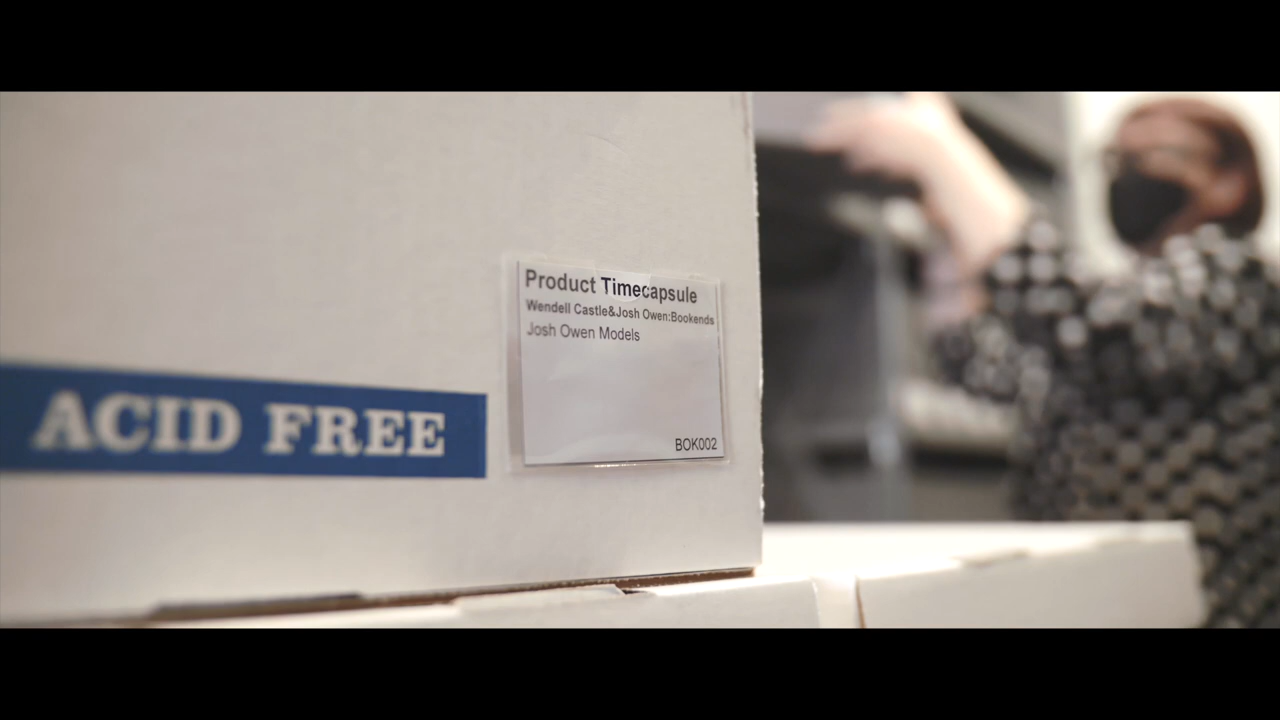 Product Timecapsule
Wendell Castle&Josh Owen:Bookends
Josh Owen Models
ACID FREE
BOK002